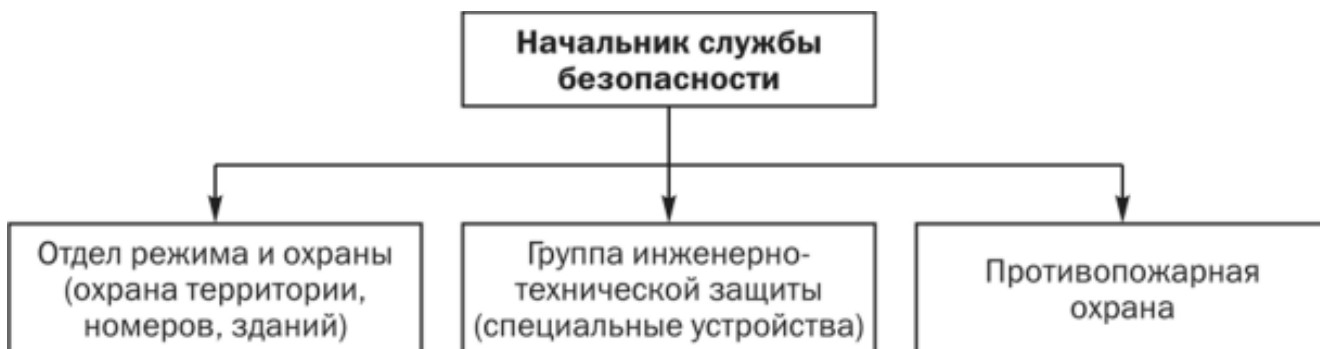 Начальник службы
безопасности
Отдел режима и охраны
(охрана территории,
номеров, зданий)
Группа инженерно-
технической защиты
(специальные устройства)
Противопожарная
охрана